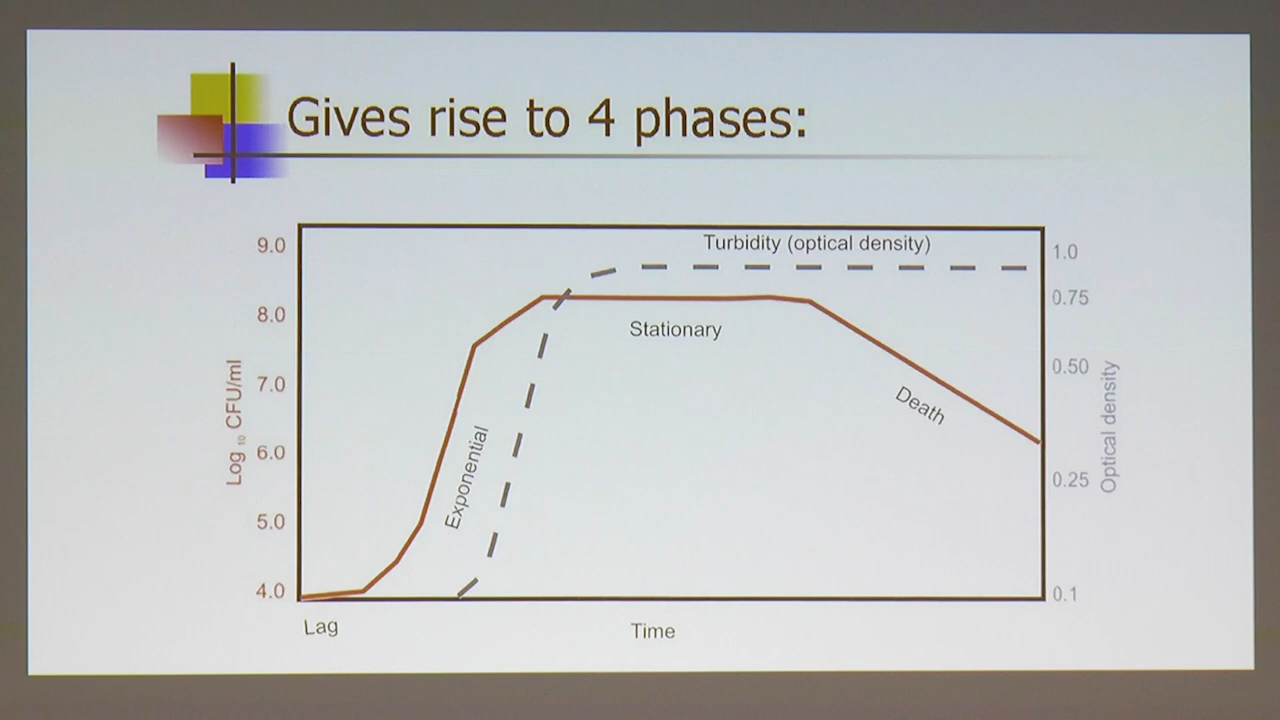 Gives rise to 4 phases:
Turbidity (optical density)
9.0
8.0
7.0
6.0
5.0
4.0
Log 10 CFU/ml
1.0
0.75
0.50
0.25
0.1
Optical density
Stationary
Death
Exponential
Lag
Time